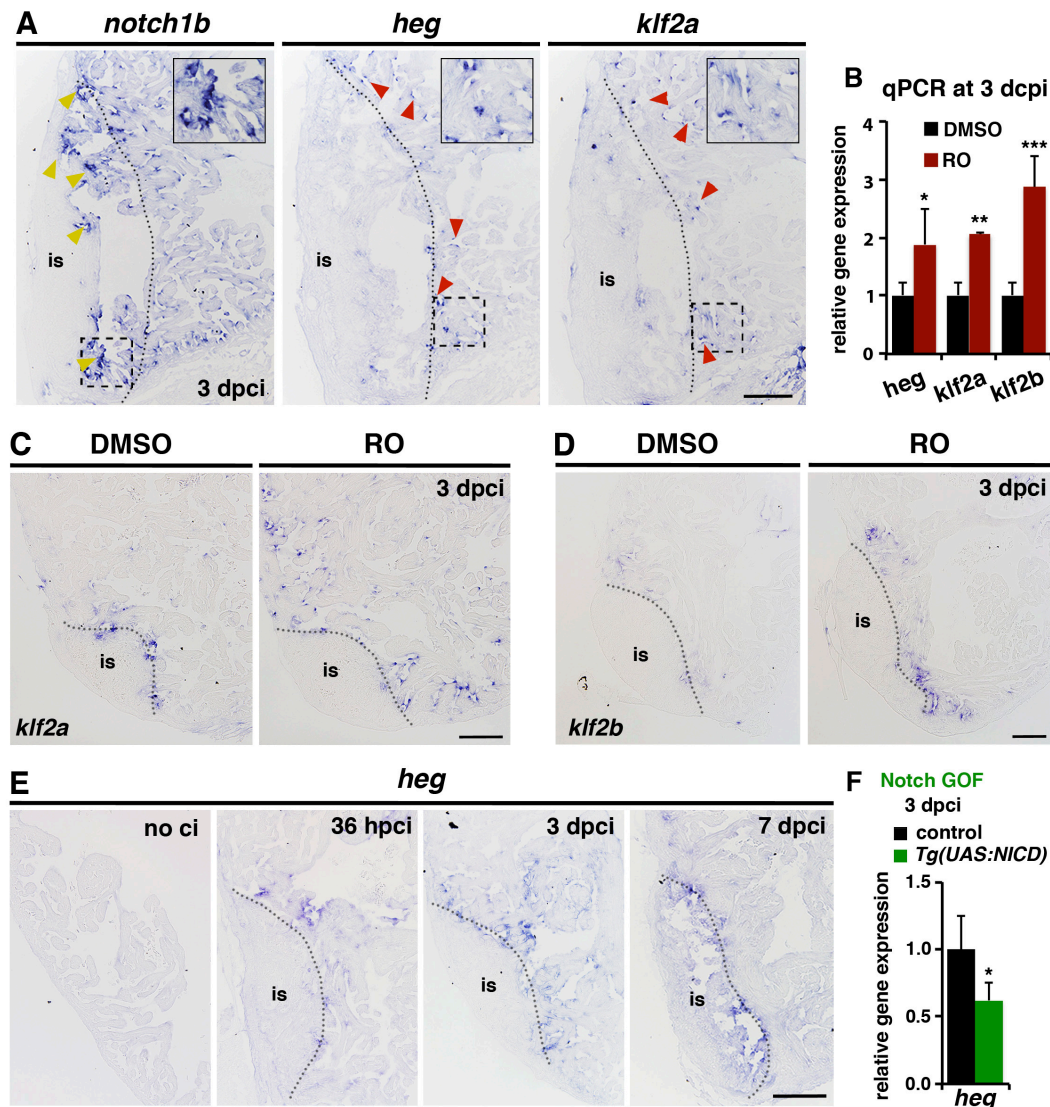 A
notch1b
heg
klf2a
is
3 dpci
is
is
B
qPCR at 3 dcpi
DMSO
RO
relative gene expression
4
3
2
1
0
*
**
***
heg
klf2a
klf2b
C
DMSO
RO
3 dpci
is
is
klf2a
D
DMSO
RO
3 dpci
is
is
klf2b
E
heg
no ci
36 hpci
3 dpci
7 dpci
is
is
is
F
Notch GOF
3 dpci
control
Tg(UAS:NICD)
relative gene expression
1.5
1.0
0.5
0.0
*
heg